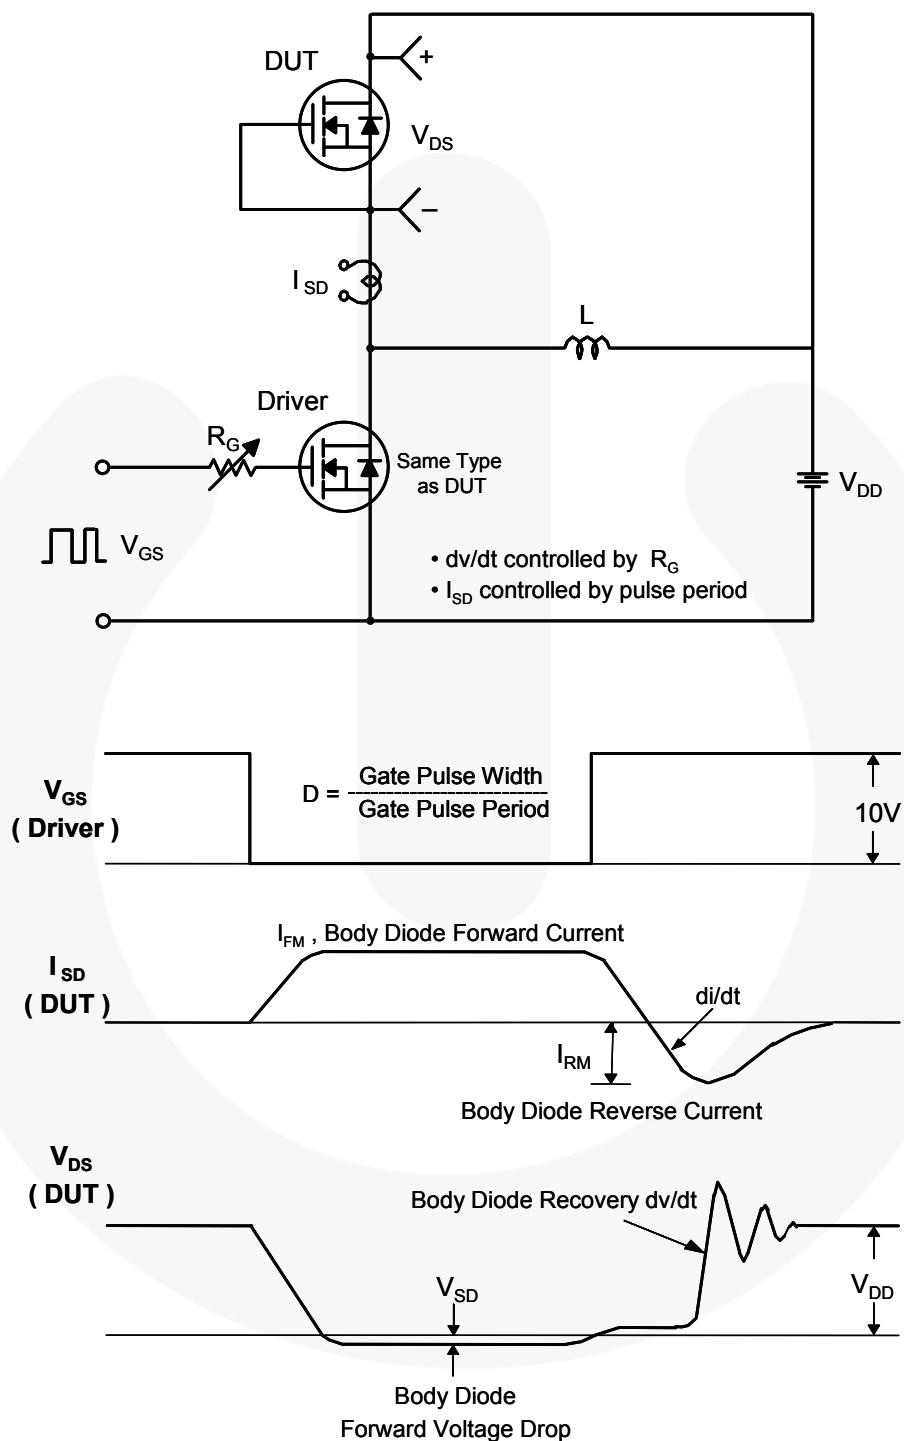 DUT
+
V_DS
–
I_SD
L
Driver
R_G
Same Type
as DUT
V_DD
V_GS
• dv/dt controlled by R_G
• I_SD controlled by pulse period
V_GS
( Driver )
D = Gate Pulse Width
Gate Pulse Period
10V
I_FM , Body Diode Forward Current
I_SD
( DUT )
di/dt
I_RM
Body Diode Reverse Current
V_DS
( DUT )
Body Diode Recovery dv/dt
V_SD
V_DD
Body Diode
Forward Voltage Drop